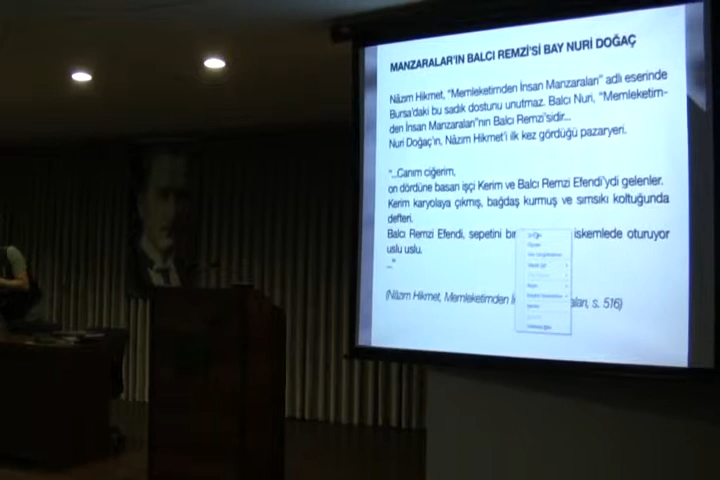 MANZARALAR'IN BALCI REMZİ'Sİ BAY NURİ DOĞAÇ
Nâzım Hikmet, "Memleketimden İnsan Manzaraları" adlı eserinde
Bursa'daki bu sadık dostunu unutmaz. Balcı Nuri, "Memleketim-
den İnsan Manzaraları"nın Balcı Remzi'sidir...
Nuri Doğaç'ın, Nâzım Hikmet'i ilk kez gördüğü pazaryeri.
"...Canım ciğerim,
on dördüne basan işçi Kerim ve Balcı Remzi Efendi'ydi gelenler.
Kerim karyolaya çıkmış, bağdaş kurmuş ve sımsıkı koltuğunda
defteri.
Balcı Remzi Efendi, sepetini iskemlede oturuyor
uslu uslu.
..."
(Nâzım Hikmet, Memleketimden s. 516)